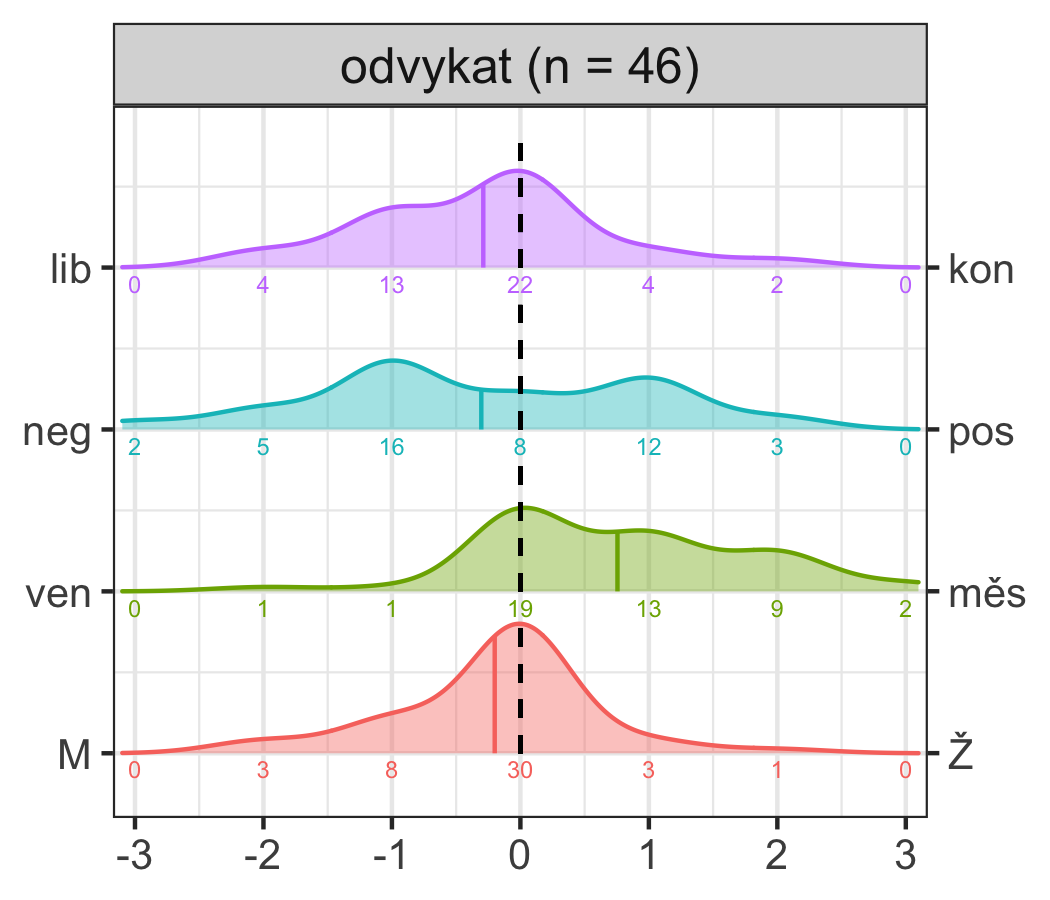 odvykat (n = 46)
lib kon
0 4 13 22 4 2 0
neg pos
2 5 16 8 12 3 0
ven měs
0 1 1 19 13 9 2
M Ž
0 3 8 30 3 1 0
-3 -2 -1 0 1 2 3